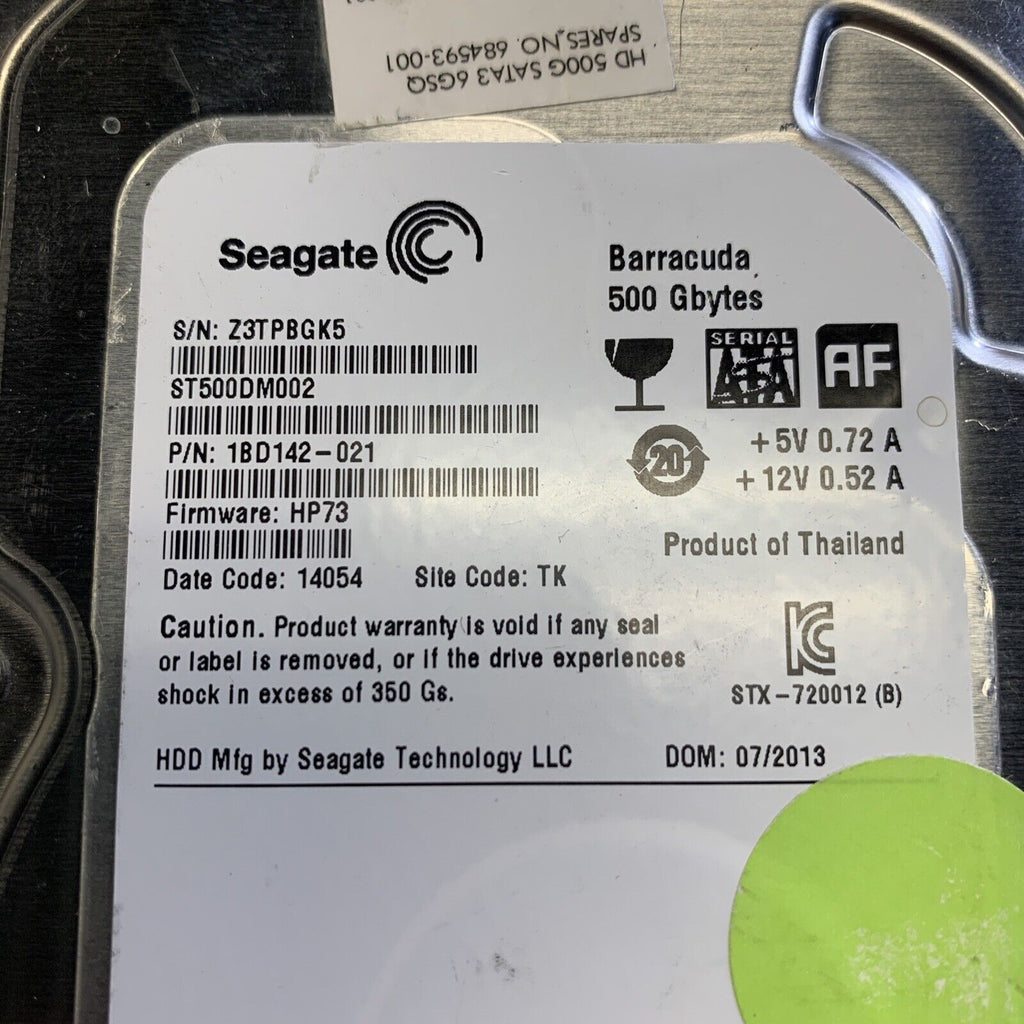 HD 500G SATA3 6GSQ
SPARES NO. 684593-001
Seagate
Barracuda
500 Gbytes
S/N: Z3TPBGK5
ST500DM002
P/N: 1BD142-021
Firmware: HP73
Date Code: 14054 Site Code: TK
SERIAL
ATA
AF
20
+5V 0.72 A
+12V 0.52 A
Product of Thailand
Caution. Product warranty is void if any seal
or label is removed, or if the drive experiences
shock in excess of 350 Gs.
STX-720012 (B)
HDD Mfg by Seagate Technology LLC DOM: 07/2013